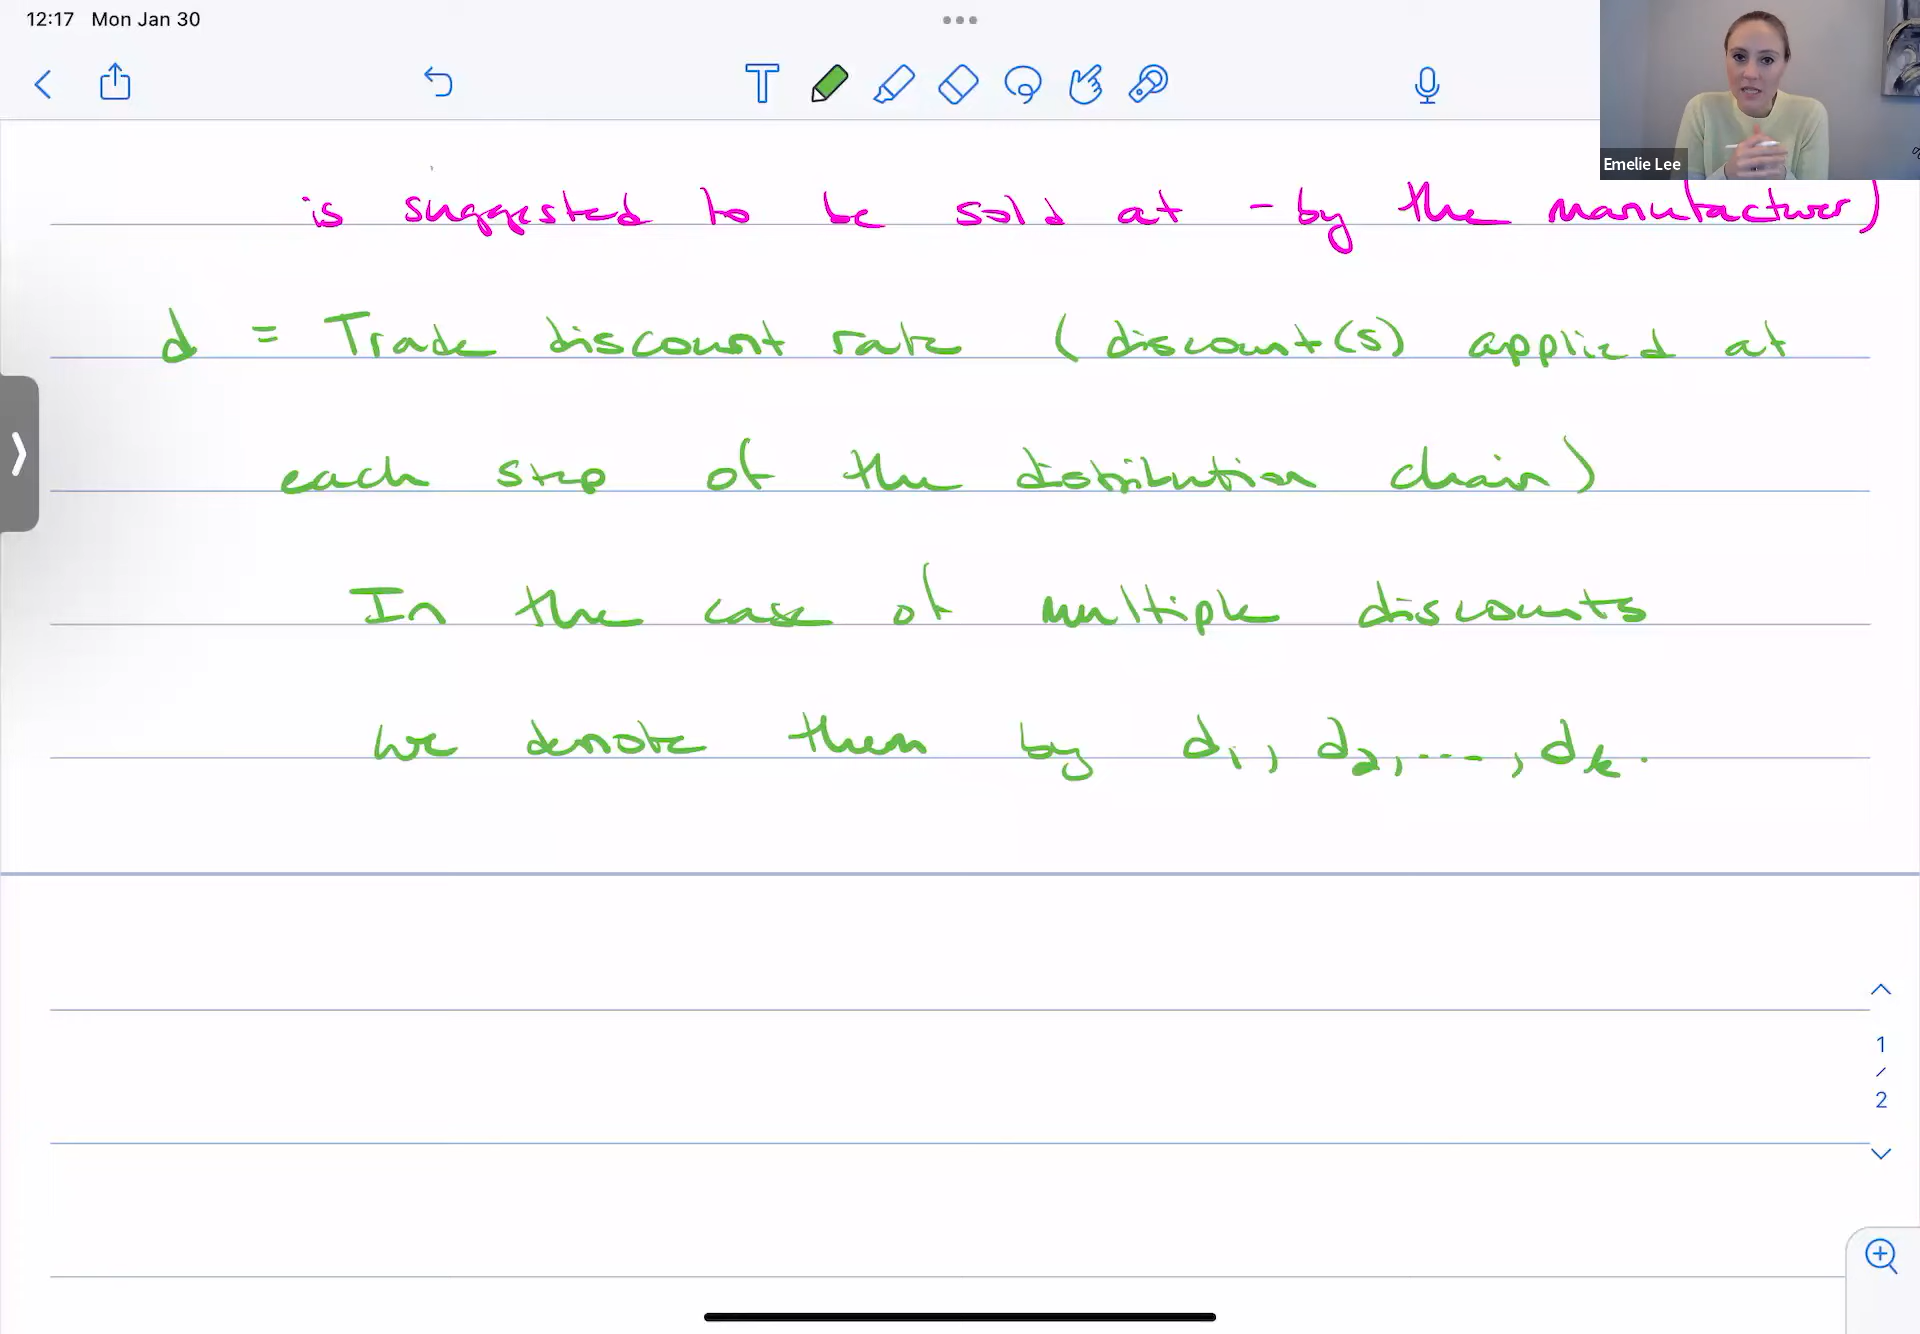 12:17 Mon Jan 30
Emelie Lee
is suggested to be sold at - by the manufacturer)
d = Trade discount rate (discount(s) applied at
each step of the distribution chain)
In the case of multiple discounts
we denote them by d₁, d₂, ...., dₖ.
1
/
2